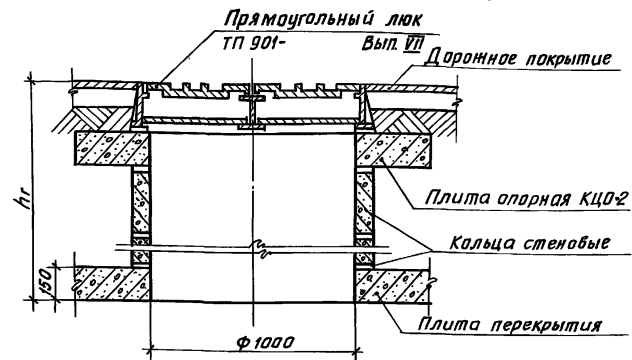 Прямоугольный люк
ТП 901- Вып. VII
Дорожное покрытие
Плита опорная КЦО-2
Кольца стеновые
Плита перекрытия
hг
150
ф1000